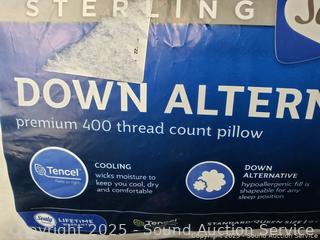 STERLING
DOWN ALTERN
premium 400 thread count pillow
Tencel
COOLING
wicks moisture to
keep you cool, dry
and comfortable
DOWN
ALTERNATIVE
hypoallergenic fill is
shapeable for any
sleep position
Sealy
LIFETIME
Tencel
STANDARD/QUEEN SIZE
Copyright 2025 - Sound Auction Service